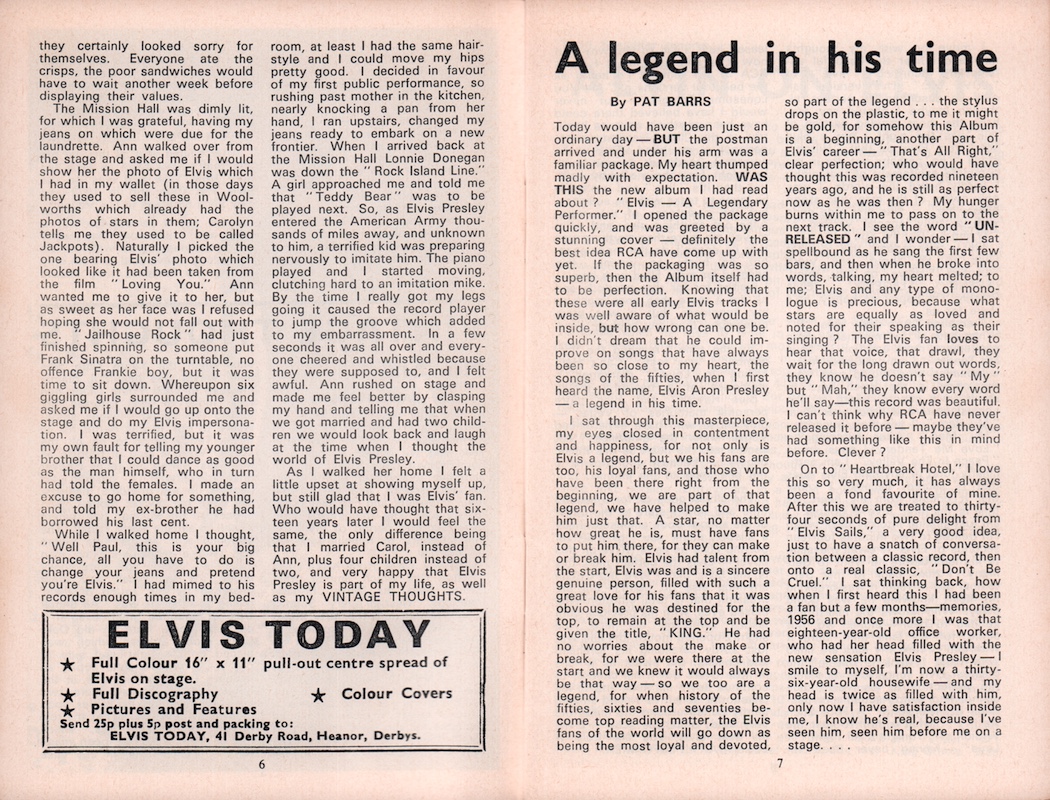 they certainly looked sorry for
themselves. Everyone ate the
crisps, the poor sandwiches would
have to wait another week before
displaying their values.
The Mission Hall was dimly lit,
for which I was grateful, having my
jeans on which were due for the
laundrette. Ann walked over from
the stage and asked me if I would
show her the photo of Elvis which
I had in my wallet (in those days
they used to sell these in Wool-
worths which already had the
photos of stars in them; Carolyn
tells me they used to be called
Jackpots). Naturally I picked the
one bearing Elvis' photo which
looked like it had been taken from
the film "Loving You." Ann
wanted me to give it to her, but
as sweet as her face was I refused
hoping she would not fall out with
me. "Jailhouse Rock" had just
finished spinning, so someone put
Frank Sinatra on the turntable, no
offence Frankie boy, but it was
time to sit down. Whereupon six
giggling girls surrounded me and
asked me if I would go up onto the
stage and do my Elvis impersona-
tion. I was terrified, but it was
my own fault for telling my younger
brother that I could dance as good
as the man himself, who in turn
had told the females. I made an
excuse to go home for something,
and told my ex-brother he had
borrowed his last cent.
While I walked home I thought,
"Well Paul, this is your big
chance, all you have to do is
change your jeans and pretend
you're Elvis." I had mimed to his
records enough times in my bed-
room, at least I had the same hair-
style and I could move my hips
pretty good. I decided in favour
of my first public performance, so
rushing past mother in the kitchen,
nearly knocking a pan from her
hand, I ran upstairs, changed my
jeans ready to embark on a new
frontier. When I arrived back at
the Mission Hall Lonnie Donegan
was down the "Rock Island Line."
A girl approached me and told me
that "Teddy Bear" was to be
played next. So, as Elvis Presley
entered the American Army thou-
sands of miles away, and unknown
to him, a terrified kid was preparing
nervously to imitate him. The piano
played and I started moving,
clutching hard to an imitation mike.
By the time I really got my legs
going it caused the record player
to jump the groove which added
to my embarrassment. In a few
seconds it was all over and every-
one cheered and whistled because
they were supposed to, and I felt
awful. Ann rushed on stage and
made me feel better by clasping
my hand and telling me that when
we got married and had two child-
ren we would look back and laugh
at the time when I thought the
world of Elvis Presley.
As I walked her home I felt a
little upset at showing myself up,
but still glad that I was Elvis' fan.
Who would have thought that six-
teen years later I would feel the
same, the only difference being
that I married Carol, instead of
Ann, plus four children instead of
two, and very happy that Elvis
Presley is part of my life, as well
as my VINTAGE THOUGHTS.
ELVIS TODAY
★ Full Colour 16" x 11" pull-out centre spread of
Elvis on stage.
★ Full Discography ★ Colour Covers
★ Pictures and Features
Send 25p plus 5p post and packing to:
ELVIS TODAY, 41 Derby Road, Heanor, Derbys.
6
A legend in his time
By PAT BARRS
Today would have been just an
ordinary day — BUT the postman
arrived and under his arm was a
familiar package. My heart thumped
madly with expectation. WAS
THIS the new album I had read
about? "Elvis — A Legendary
Performer." I opened the package
quickly, and was greeted by a
stunning cover — definitely the
best idea RCA have come up with
yet. If the packaging was so
superb, then the Album itself had
to be perfection. Knowing that
these were all early Elvis tracks I
was well aware of what would be
inside, but how wrong can one be.
I didn't dream that he could im-
prove on songs that have always
been so close to my heart, the
songs of the fifties, when I first
heard the name, Elvis Aron Presley
— a legend in his time.
I sat through this masterpiece,
my eyes closed in contentment
and happiness, for not only is
Elvis a legend, but we his fans are
too, his loyal fans, and those who
have been there right from the
beginning, we are part of that
legend, we have helped to make
him just that. A star, no matter
how great he is, must have fans
to put him there, for they can make
or break him. Elvis had talent from
the start, Elvis was and is a sincere
genuine person, filled with such a
great love for his fans that it was
obvious he was destined for the
top, to remain at the top and be
given the title, "KING." He had
no worries about the make or
break, for we were there at the
start and we knew it would always
be that way — so we too are a
legend, for when history of the
fifties, sixties and seventies be-
come top reading matter, the Elvis
fans of the world will go down as
being the most loyal and devoted,
so part of the legend . . . the stylus
drops on the plastic, to me it might
be gold, for somehow this Album
is a beginning, another part of
Elvis' career — "That's All Right,"
clear perfection; who would have
thought this was recorded nineteen
years ago, and he is still as perfect
now as he was then? My hunger
burns within me to pass on to the
next track. I see the word "UN-
RELEASED" and I wonder — I sat
spellbound as he sang the first few
bars, and then when he broke into
words, talking, my heart melted; to
me; Elvis and any type of mono-
logue is precious, because what
stars are equally as loved and
noted for their speaking as their
singing? The Elvis fan loves to
hear that voice, that drawl, they
wait for the long drawn out words,
they know he doesn't say "My"
but "Mah," they know every word
he'll say—this record was beautiful.
I can't think why RCA have never
released it before — maybe they've
had something like this in mind
before. Clever?
On to "Heartbreak Hotel," I love
this so very much, it has always
been a fond favourite of mine.
After this we are treated to thirty-
four seconds of pure delight from
"Elvis Sails," a very good idea,
just to have a snatch of conversa-
tion between a classic record, then
onto a real classic, "Don't Be
Cruel." I sat thinking back, how
when I first heard this I had been
a fan but a few months—memories,
1956 and once more I was that
eighteen-year-old office worker,
who had her head filled with the
new sensation Elvis Presley — I
smile to myself, I'm now a thirty-
six-year-old housewife — and my
head is twice as filled with him,
only now I have satisfaction inside
me, I know he's real, because I've
seen him, seen him before me on a
stage. . . .
7